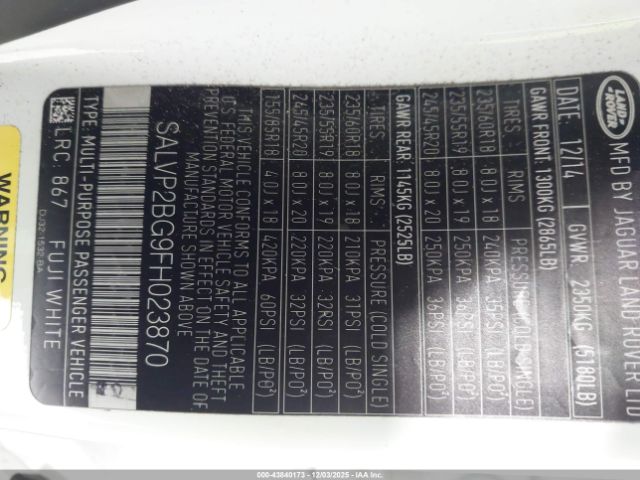 MFD BY JAGUAR LAND ROVER LTD
LAND ROVER
DATE: 12/14 GVWR 2350KG (5180LB)
GAWR FRONT: 1300KG (2865LB)
TIRES: RIMS PRESSURE (COLD SINGLE)
235/60R18 8.0J x 18 240KPA 35PSI (LB/PO²)
235/55R19 8.0J x 19 250KPA 36PSI (LB/PO²)
245/45R20 8.0J x 20 250KPA 36PSI (LB/PO²)
GAWR REAR: 1145KG (2525LB)
TIRES: RIMS PRESSURE (COLD SINGLE)
235/60R18 8.0J x 18 210KPA 31PSI (LB/PO²)
235/55R19 8.0J x 19 220KPA 32RSI (LB/PO²)
245/45R20 8.0J x 20 220KPA 32PSI (LB/PO²)
155/85R18 4.0J x 18 420KPA 60PSI (LB/PO²)
THIS VEHICLE CONFORMS TO ALL APPLICABLE
U.S FEDERAL MOTOR VEHICLE SAFETY AND THEFT
PREVENTION STANDARDS IN EFFECT ON THE DATE OF
MANUFACTURE SHOWN ABOVE
SALVP2BG9FH023870
TYPE: MULTI-PURPOSE PASSENGER VEHICLE
LRC: 867 FUJI WHITE
WARNING
000-43840173 - 12/03/2025 - IAAI.COM